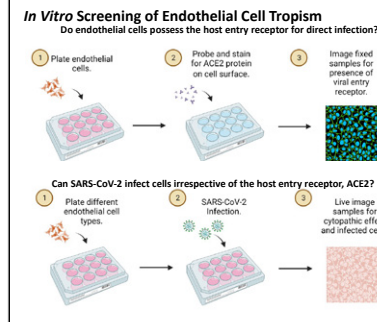 In Vitro Screening of Endothelial Cell Tropism
Do endothelial cells possess the host entry receptor for direct infection?
1
Plate endothelial
cells.
2
Probe and stain
for ACE2 protein
on cell surface.
3
Image fixed
samples for
presence of
viral entry
receptor.
Can SARS-CoV-2 infect cells irrespective of the host entry receptor, ACE2?
1
Plate different
endothelial cell
types.
2
SARS-CoV-2
Infection.
3
Live image
samples for
cytopathic effe
and infected ce